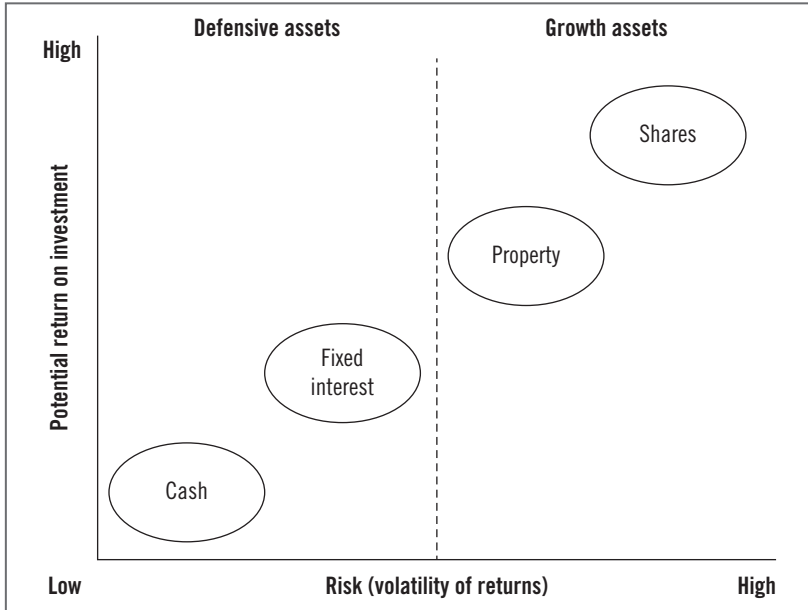 Defensive assets
Growth assets
High
Potential return on investment
Shares
Property
Fixed
interest
Cash
Low
Risk (volatility of returns)
High